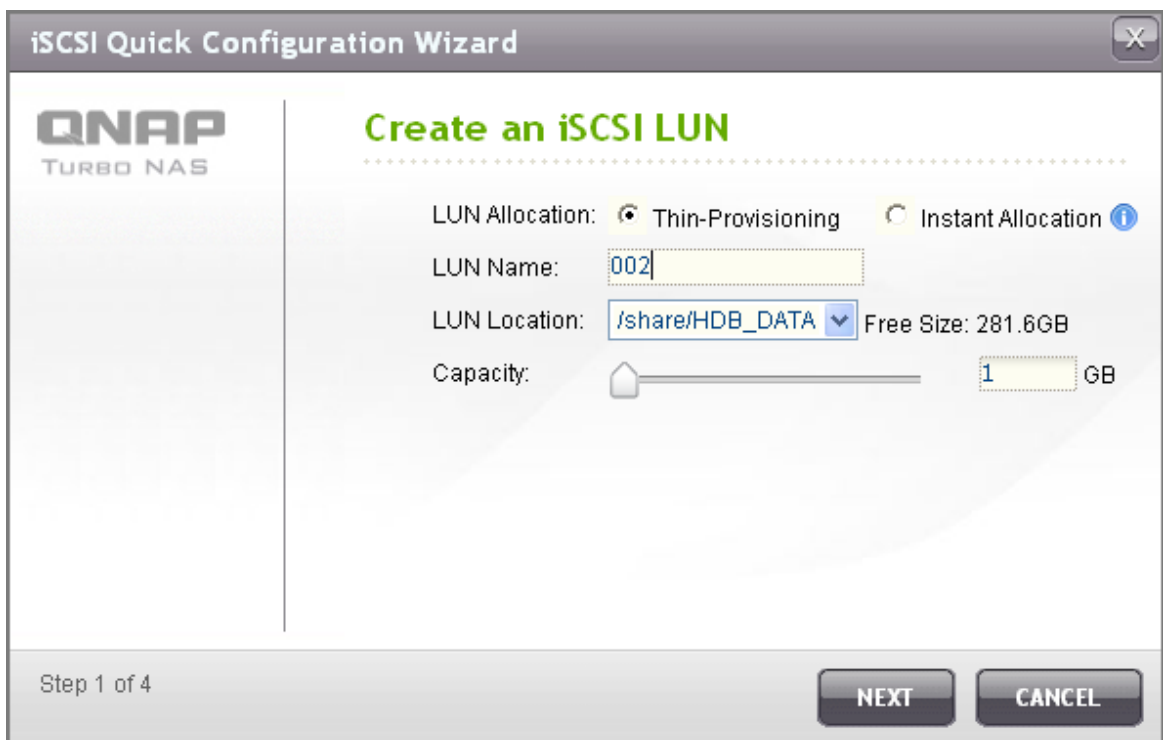 iSCSI Quick Configuration Wizard X
QNAP
TURBO NAS
Create an iSCSI LUN
LUN Allocation: Thin-Provisioning Instant Allocation i
LUN Name: 002
LUN Location: /share/HDB_DATA Free Size: 281.6GB
Capacity: 1 GB
Step 1 of 4 NEXT CANCEL